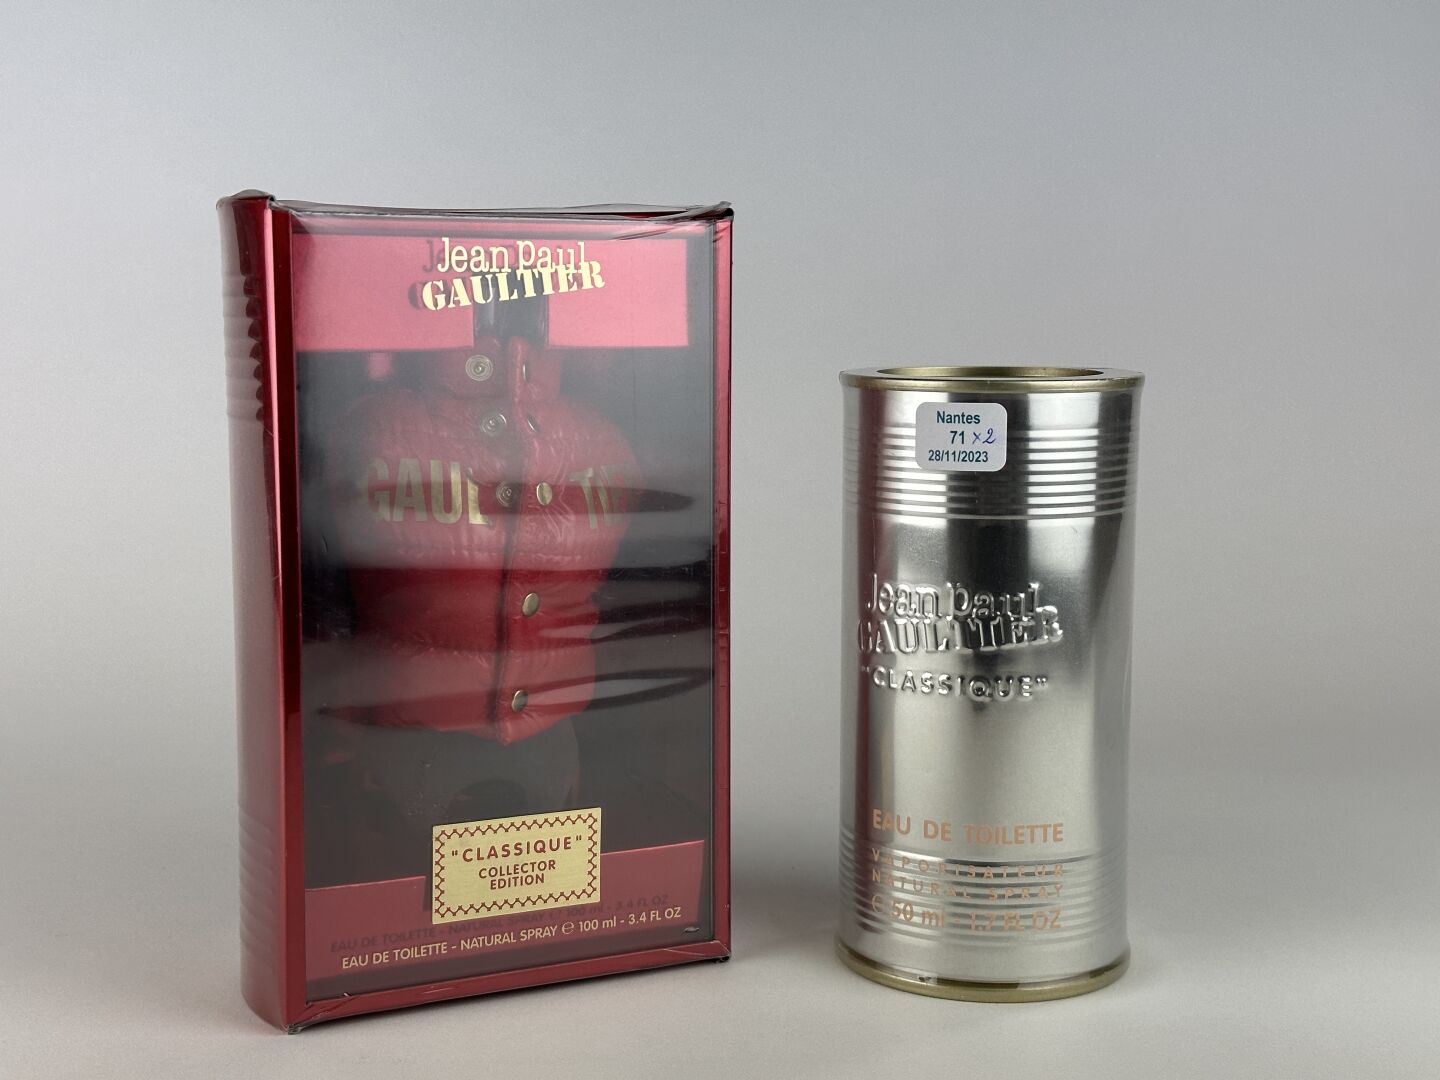 Jean Paul
GAULTIER
GAUL
"CLASSIQUE"
COLLECTOR
EDITION
EAU DE TOILETTE - NATURAL SPRAY ℮ 100 ml - 3.4 FL OZ
Nantes
71 x2
28/11/2023
Jean Paul
GAULTIER
"CLASSIQUE"
EAU DE TOILETTE
VAPORISATEUR
NATURAL SPRAY
℮ 50 ml - 1.7 FL OZ